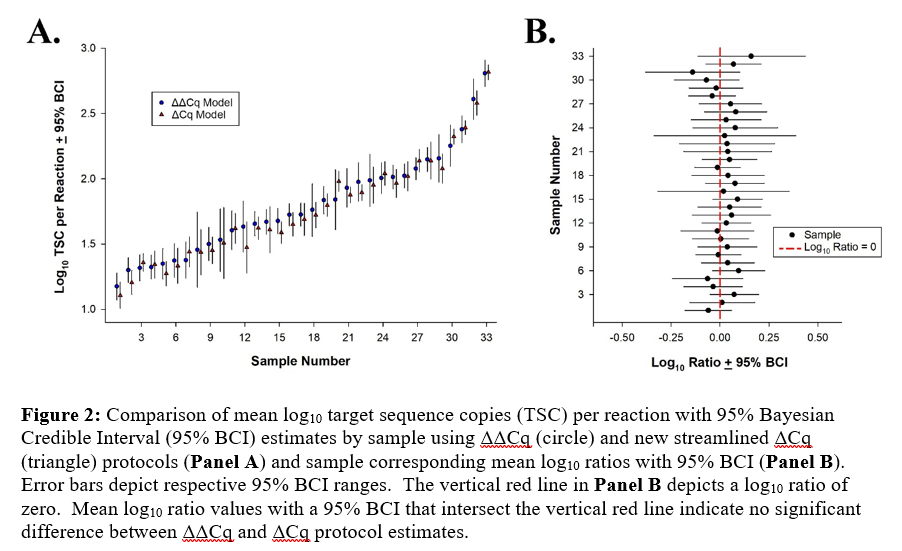 A.
B.
3.0
2.5
2.0
1.5
1.0
Log10 TSC per Reaction ± 95% BCI
ΔΔCq Model
ΔCq Model
3 6 9 12 15 18 21 24 27 30 33
Sample Number
33
30
27
24
21
18
15
12
9
6
3
Sample Number
Sample
Log10 Ratio = 0
-0.50 -0.25 0.00 0.25 0.50
Log10 Ratio ± 95% BCI
Figure 2: Comparison of mean log10 target sequence copies (TSC) per reaction with 95% Bayesian
Credible Interval (95% BCI) estimates by sample using ΔΔCq (circle) and new streamlined ΔCq
(triangle) protocols (Panel A) and sample corresponding mean log10 ratios with 95% BCI (Panel B).
Error bars depict respective 95% BCI ranges.  The vertical red line in Panel B depicts a log10 ratio of
zero.  Mean log10 ratio values with a 95% BCI that intersect the vertical red line indicate no significant
difference between ΔΔCq and ΔCq protocol estimates.